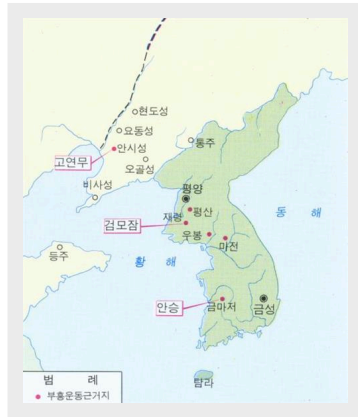 현도성
요동성
안시성
통주
고연무
오골성
비사성
평양
평산
재령
동 해
검모잠
우봉
마전
등주
황 해
안승
금마저
금성
탐라
범 례
부흥운동근거지